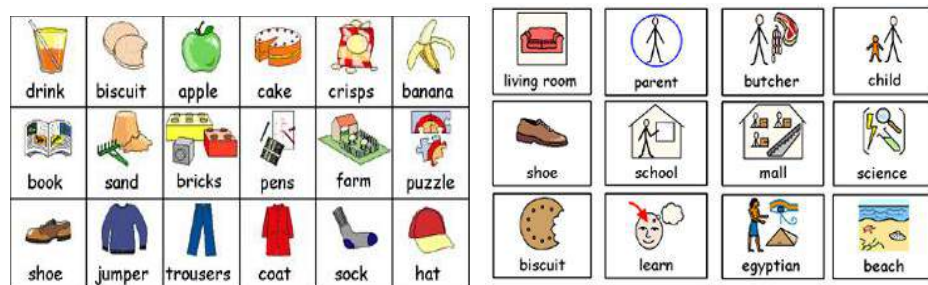 drink biscuit apple cake crisps banana
book sand bricks pens farm puzzle
shoe jumper trousers coat sock hat
living room parent butcher child
shoe school mall science
biscuit learn egyptian beach